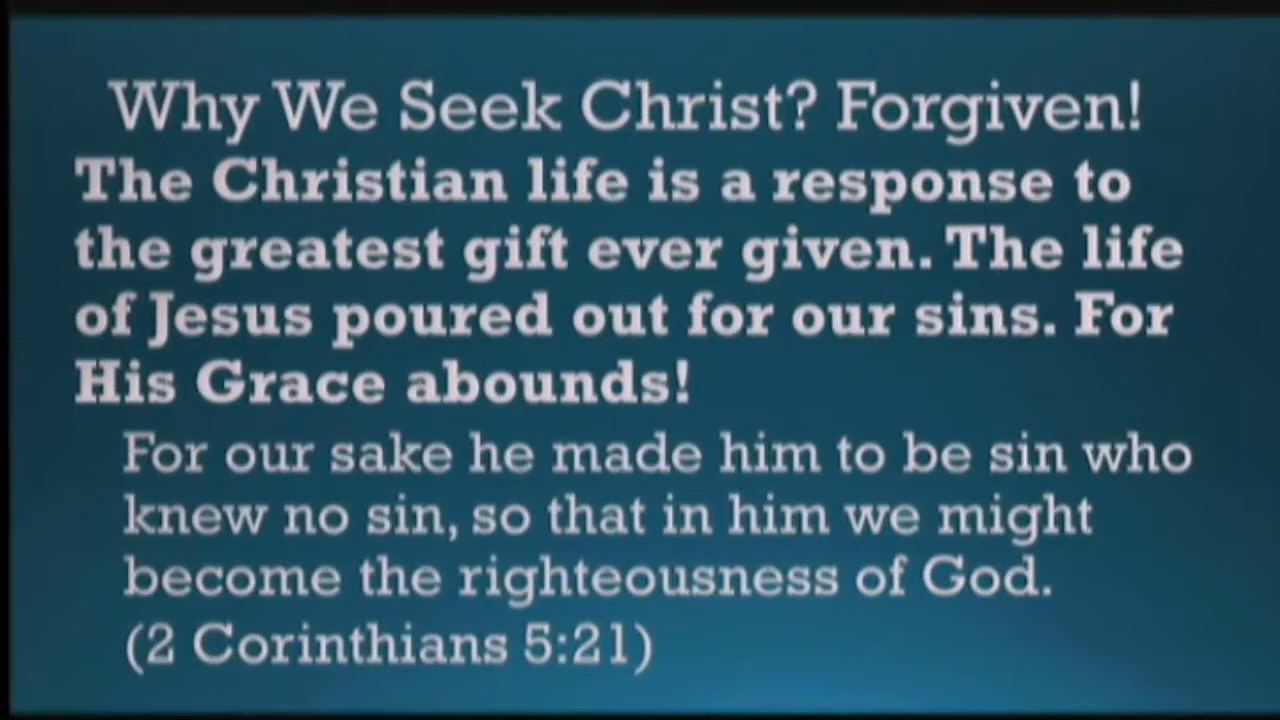 Why We Seek Christ? Forgiven!
The Christian life is a response to
the greatest gift ever given. The life
of Jesus poured out for our sins. For
His Grace abounds!
For our sake he made him to be sin who
knew no sin, so that in him we might
become the righteousness of God.
(2 Corinthians 5:21)